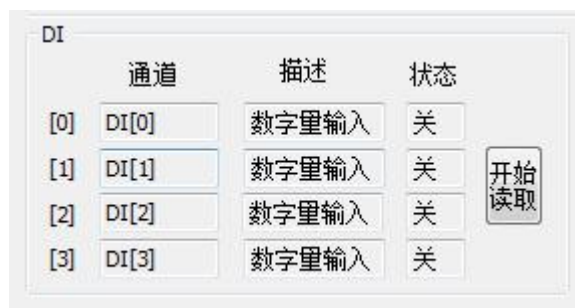 DI
通道 描述 状态
[0] DI[0] 数字量输入 关
[1] DI[1] 数字量输入 关
[2] DI[2] 数字量输入 关
[3] DI[3] 数字量输入 关
开始
读取